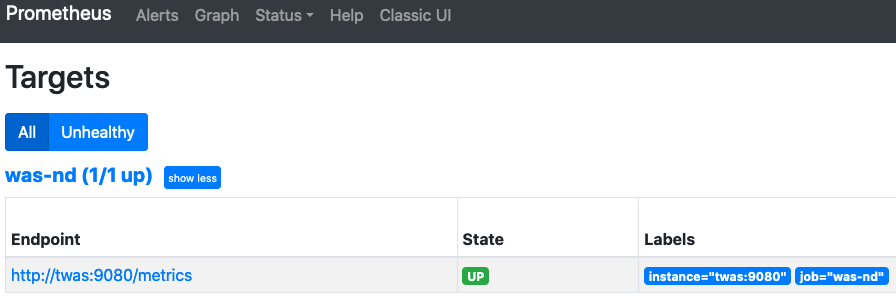 Prometheus Alerts Graph Status Help Classic UI
Targets
All Unhealthy
was-nd (1/1 up) show less
Endpoint State Labels
http://twas:9080/metrics UP instance="twas:9080" job="was-nd"